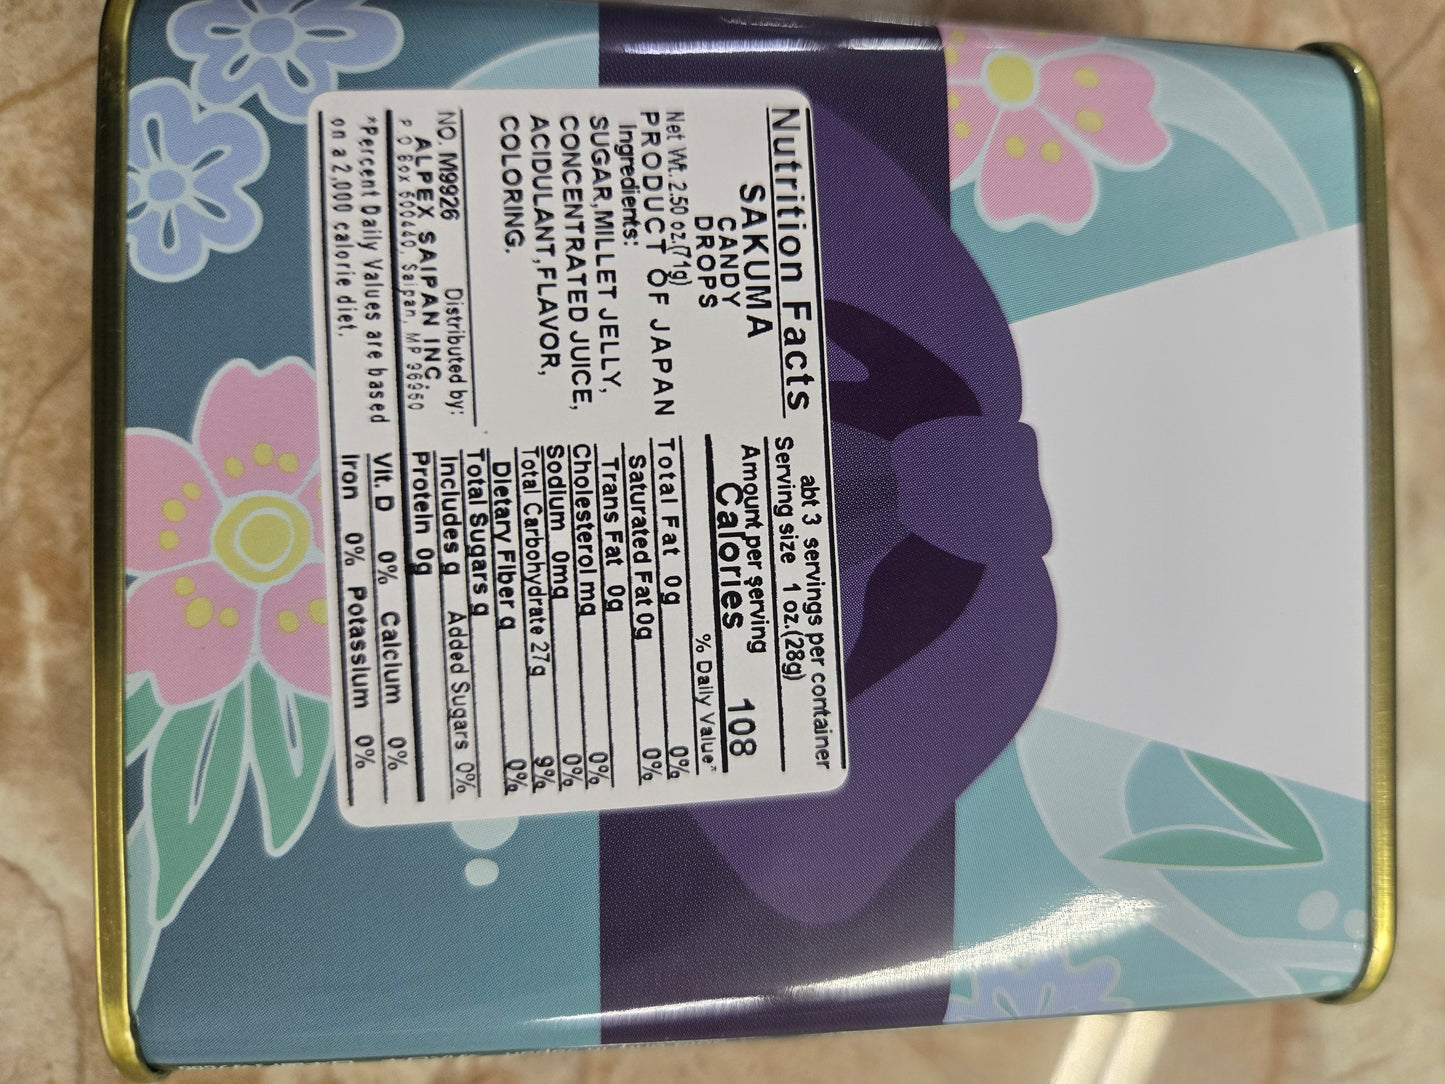 Nutrition Facts
SAKUMA
CANDY
DROPS
Net Wt. 2.50 oz.(71g)
PRODUCT OF JAPAN
Ingredients:
SUGAR,MILLET JELLY,
CONCENTRATED JUICE,
ACIDULANT,FLAVOR,
COLORING.
NO. M9926 Distributed by:
ALPEX SAIPAN INC.
P O Box 500440, Saipan, MP 96950
*Percent Daily Values are based
on a 2,000 calorie diet.
abt 3 servings per container
Serving size 1 oz.(28g)
Amount per serving
Calories 108
% Daily Value*
Total Fat 0g 0%
Saturated Fat 0g 0%
Trans Fat 0g
Cholesterol mg 0%
Sodium 0mg 0%
Total Carbohydrate 27g 9%
Dietary Fiber g 0%
Total Sugars g
Includes g Added Sugars 0%
Protein 0g
Vit. D 0% Calcium 0%
Iron 0% Potassium 0%